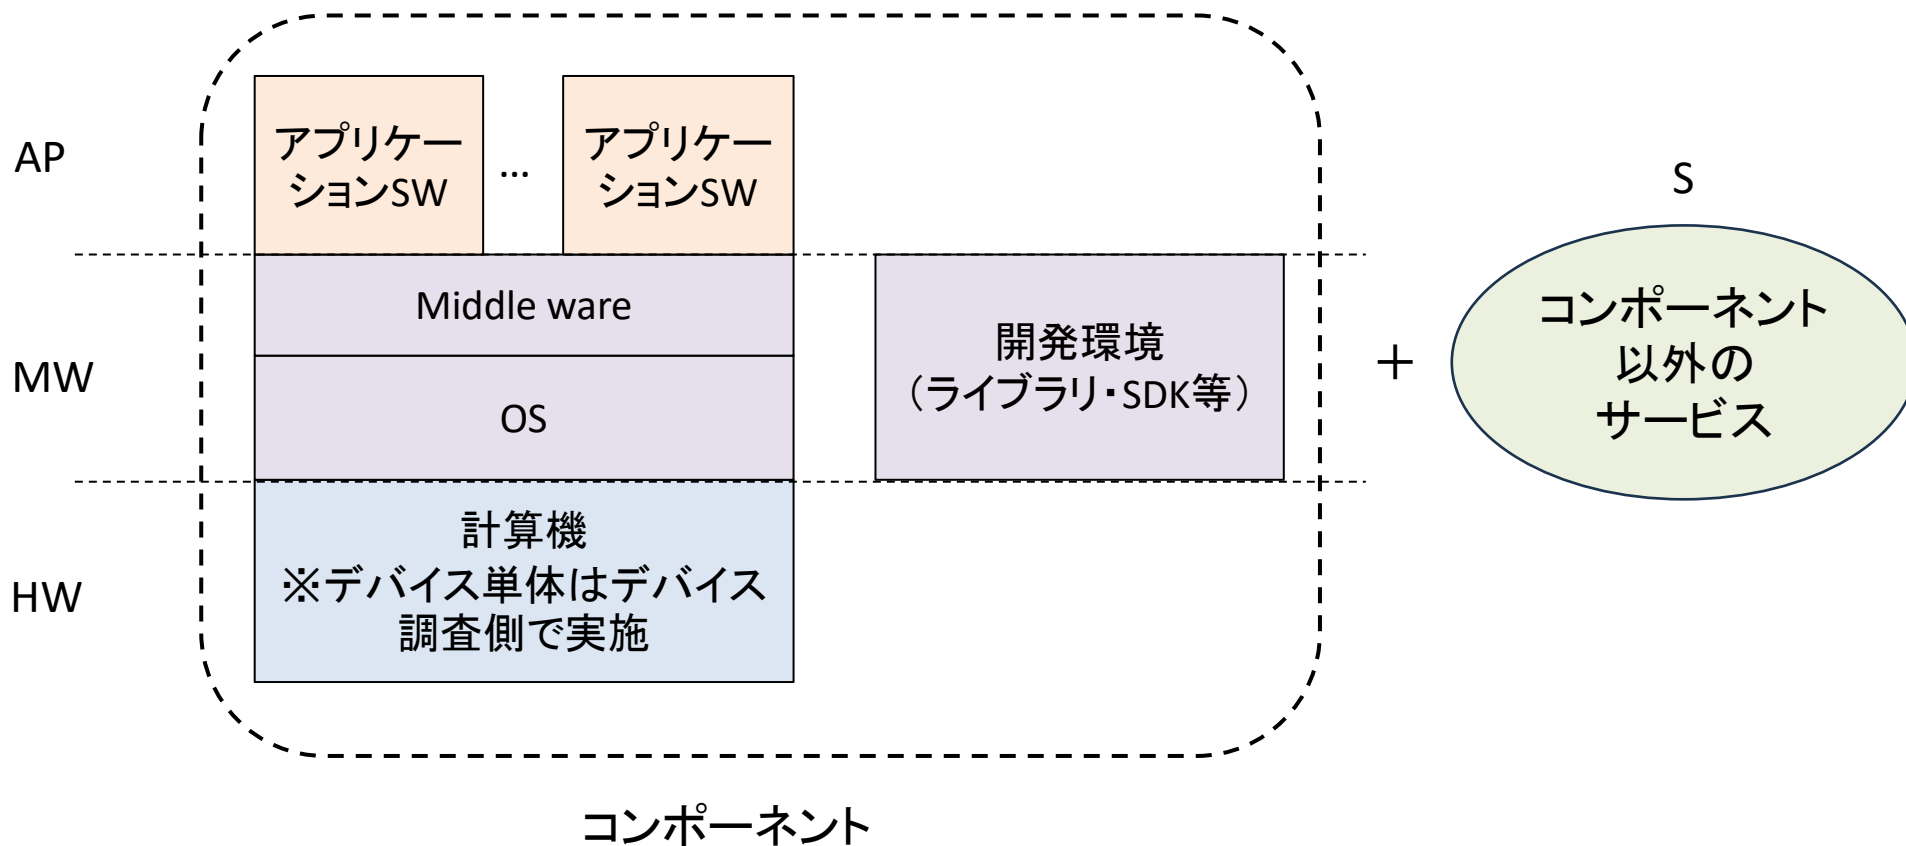 AP
アプリケー
ションSW
…
アプリケー
ションSW
S
MW
Middle ware
OS
開発環境
（ライブラリ・SDK等）
＋
コンポーネント
以外の
サービス
HW
計算機
※デバイス単体はデバイス
調査側で実施
コンポーネント